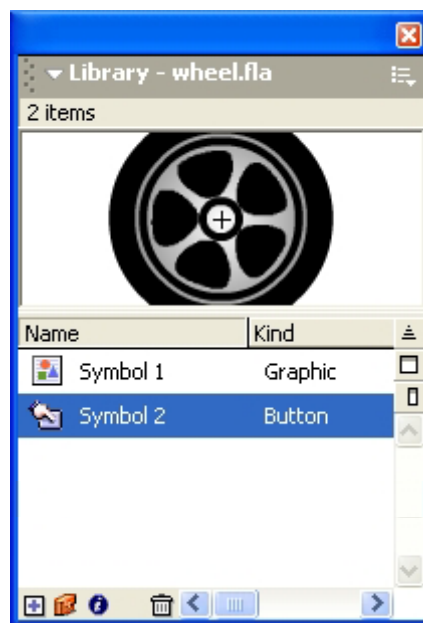 Library - wheel.fla
2 items
Name Kind
Symbol 1 Graphic
Symbol 2 Button